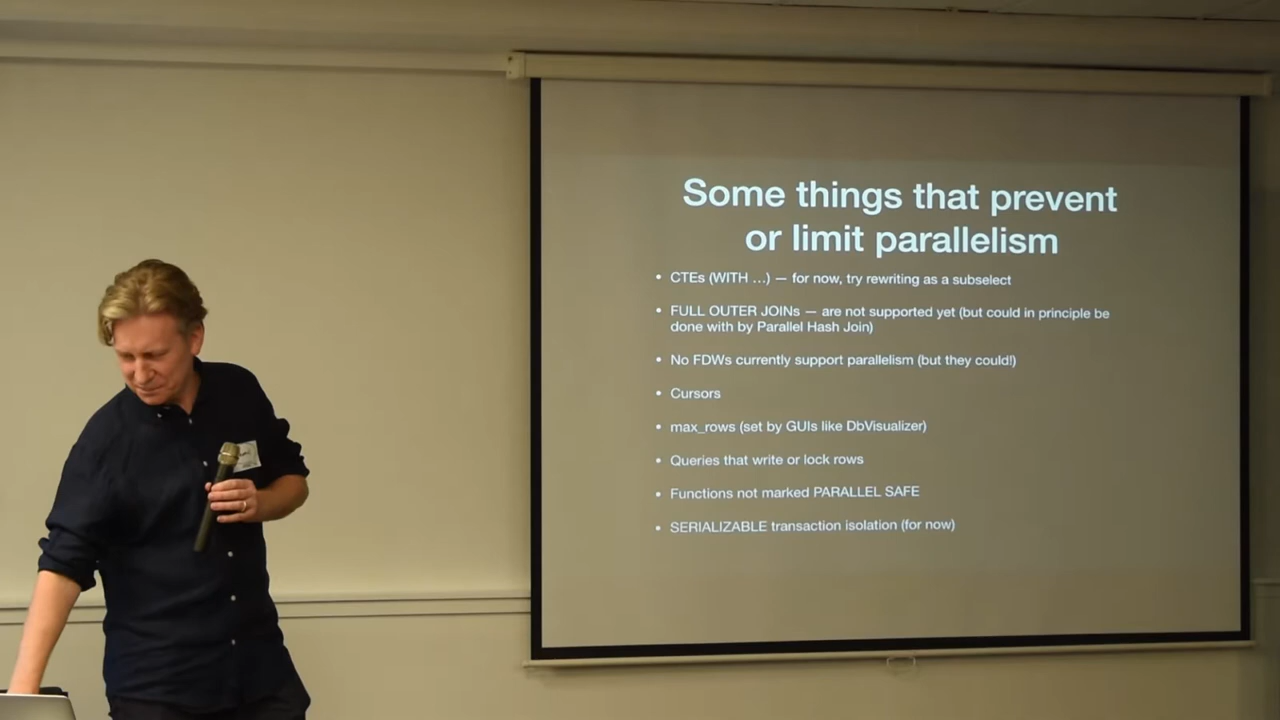 Some things that prevent
or limit parallelism
• CTEs (WITH …) — for now, try rewriting as a subselect
• FULL OUTER JOINs — are not supported yet (but could in principle be
done with by Parallel Hash Join)
• No FDWs currently support parallelism (but they could!)
• Cursors
• max_rows (set by GUIs like DbVisualizer)
• Queries that write or lock rows
• Functions not marked PARALLEL SAFE
• SERIALIZABLE transaction isolation (for now)